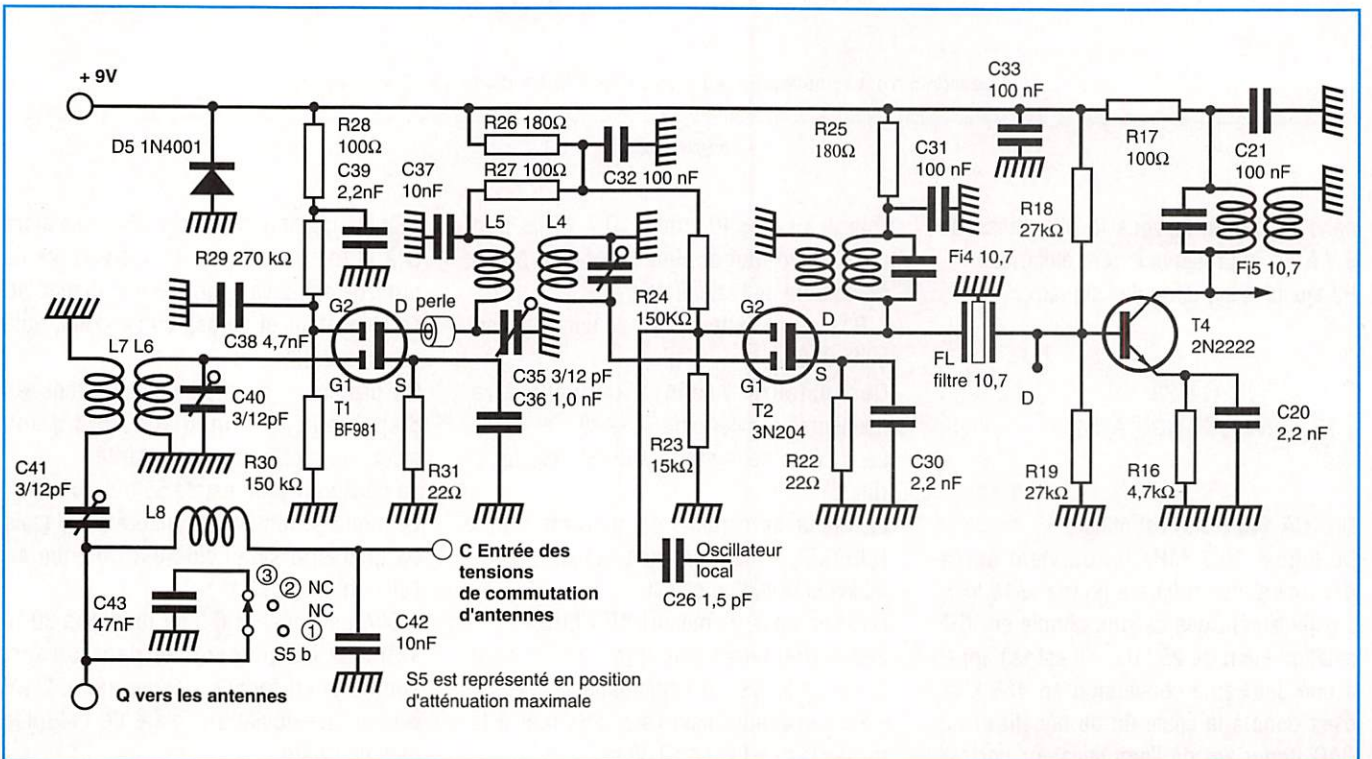 + 9V
D5 1N4001
R28
100Ω
C39
2,2nF
R29 270 kΩ
C38 4,7nF
C37
10nF
R26 180Ω
R27 100Ω
C32 100 nF
L5
L4
G2
D
perle
G1
S
T1
BF981
R30
150 kΩ
R31
22Ω
C35 3/12 pF
C36 1,0 nF
L7 L6
C40
3/12pF
C41
3/12pF
L8
C43
47nF
③
② NC
NC
①
S5 b
C42
10nF
C Entrée des
tensions
de commutation
d'antennes
Q vers les antennes
S5 est représenté en position
d'atténuation maximale
R24
150KΩ
R23
15kΩ
C26 1,5 pF
Oscillateur
local
G2
D
G1
S
T2
3N204
R22
22Ω
C30
2,2 nF
R25
180Ω
C31
100 nF
Fi4 10,7
C33
100 nF
R18
27kΩ
FL
filtre 10,7
D
R19
27kΩ
R17
100Ω
C21
100 nF
Fi5 10,7
T4
2N2222
R16
4,7kΩ
C20
2,2 nF